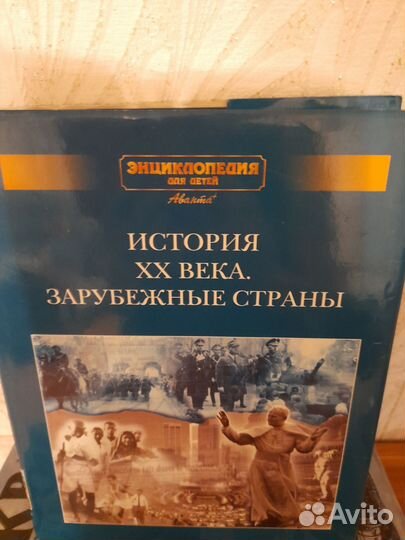 ЭНЦИКЛОПЕДИЯ
ДЛЯ ДЕТЕЙ
Аванта+
ИСТОРИЯ
XX ВЕКА.
ЗАРУБЕЖНЫЕ СТРАНЫ
Avito